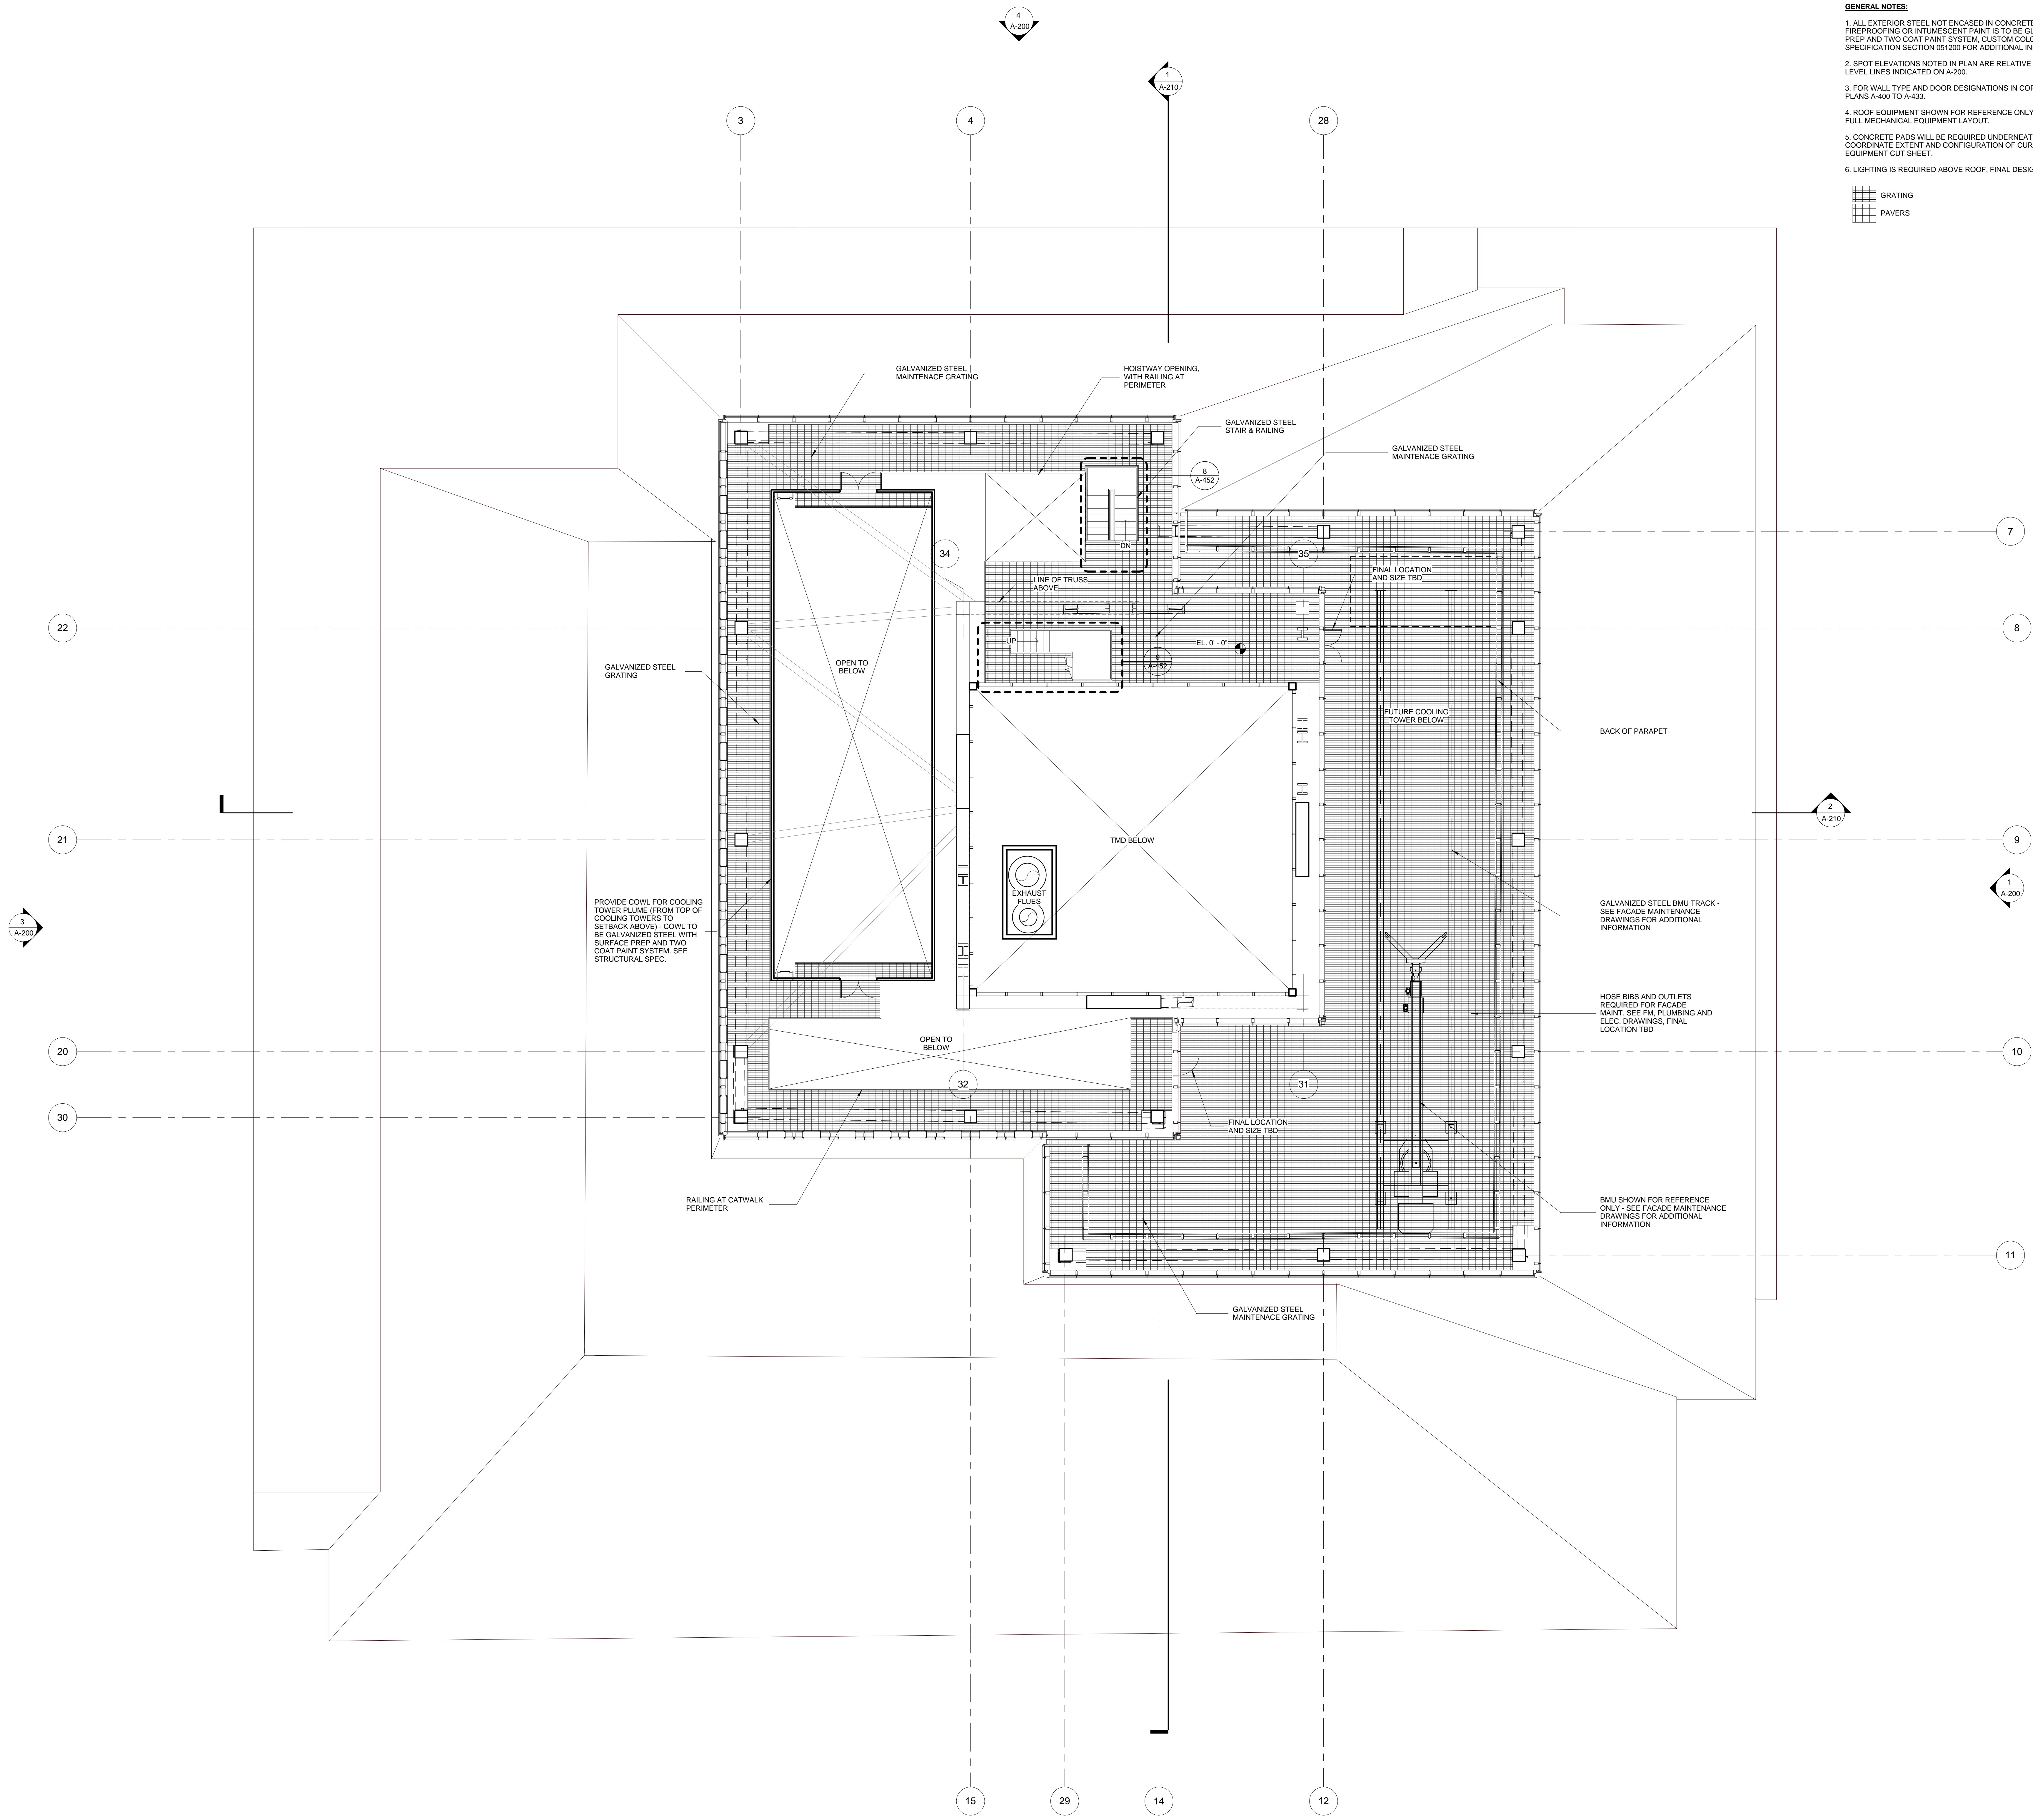 GENERAL NOTES:
1. ALL EXTERIOR STEEL NOT ENCASED IN CONCRETE
FIREPROOFING OR INTUMESCENT PAINT IS TO BE
PREP AND TWO COAT PAINT SYSTEM, CUSTOM
SPECIFICATION SECTION 051200 FOR ADDITIONAL
2. SPOT ELEVATIONS NOTED IN PLAN ARE RELATIVE
LEVEL LINES INDICATED ON A-200.
3. FOR WALL TYPE AND DOOR DESIGNATIONS IN
PLANS A-400 TO A-433.
4. ROOF EQUIPMENT SHOWN FOR REFERENCE ONLY
FULL MECHANICAL EQUIPMENT LAYOUT.
5. CONCRETE PADS WILL BE REQUIRED
COORDINATE EXTENT AND CONFIGURATION OF
EQUIPMENT CUT SHEET.
6. LIGHTING IS REQUIRED ABOVE ROOF, FINAL
GRATING
PAVERS
4
A-200
1
A-210
3
4
28
GALVANIZED STEEL
MAINTENACE GRATING
HOISTWAY OPENING,
WITH RAILING AT
PERIMETER
GALVANIZED STEEL
STAIR & RAILING
GALVANIZED STEEL
MAINTENACE GRATING
8
A-452
7
DN
34
35
FINAL LOCATION
AND SIZE TBD
LINE OF TRUSS
ABOVE
22
8
UP
EL. 0' - 0"
9
A-452
OPEN TO
BELOW
GALVANIZED STEEL
GRATING
FUTURE COOLING
TOWER BELOW
BACK OF PARAPET
2
A-210
21
TMD BELOW
9
EXHAUST
FLUES
1
A-200
3
A-200
PROVIDE COWL FOR COOLING
TOWER PLUME (FROM TOP OF
COOLING TOWERS TO
SETBACK ABOVE) - COWL TO
BE GALVANIZED STEEL WITH
SURFACE PREP AND TWO
COAT PAINT SYSTEM. SEE
STRUCTURAL SPEC.
GALVANIZED STEEL BMU TRACK -
SEE FACADE MAINTENANCE
DRAWINGS FOR ADDITIONAL
INFORMATION
HOSE BIBS AND OUTLETS
REQUIRED FOR FACADE
MAINT. SEE FM, PLUMBING AND
ELEC. DRAWINGS, FINAL
LOCATION TBD
20
OPEN TO
BELOW
10
32
31
30
FINAL LOCATION
AND SIZE TBD
RAILING AT CATWALK
PERIMETER
BMU SHOWN FOR REFERENCE
ONLY - SEE FACADE MAINTENANCE
DRAWINGS FOR ADDITIONAL
INFORMATION
11
GALVANIZED STEEL
MAINTENACE GRATING
15
29
14
12